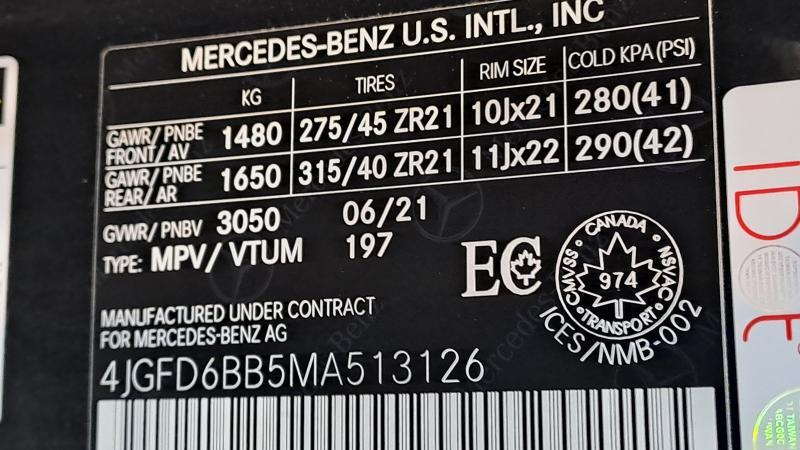 MERCEDES-BENZ U.S. INTL., INC
KG TIRES RIM SIZE COLD KPA (PSI)
GAWR/ PNBE FRONT/ AV 1480 275/45 ZR21 10Jx21 280(41)
GAWR/ PNBE REAR/ AR 1650 315/40 ZR21 11Jx22 290(42)
GVWR/ PNBV 3050 06/21
TYPE: MPV/ VTUM 197
EC
CANADA
CMVSS NSVAC
974
TRANSPORT
ICES/NMB-002
MANUFACTURED UNDER CONTRACT
FOR MERCEDES-BENZ AG
4JGFD6BB5MA513126